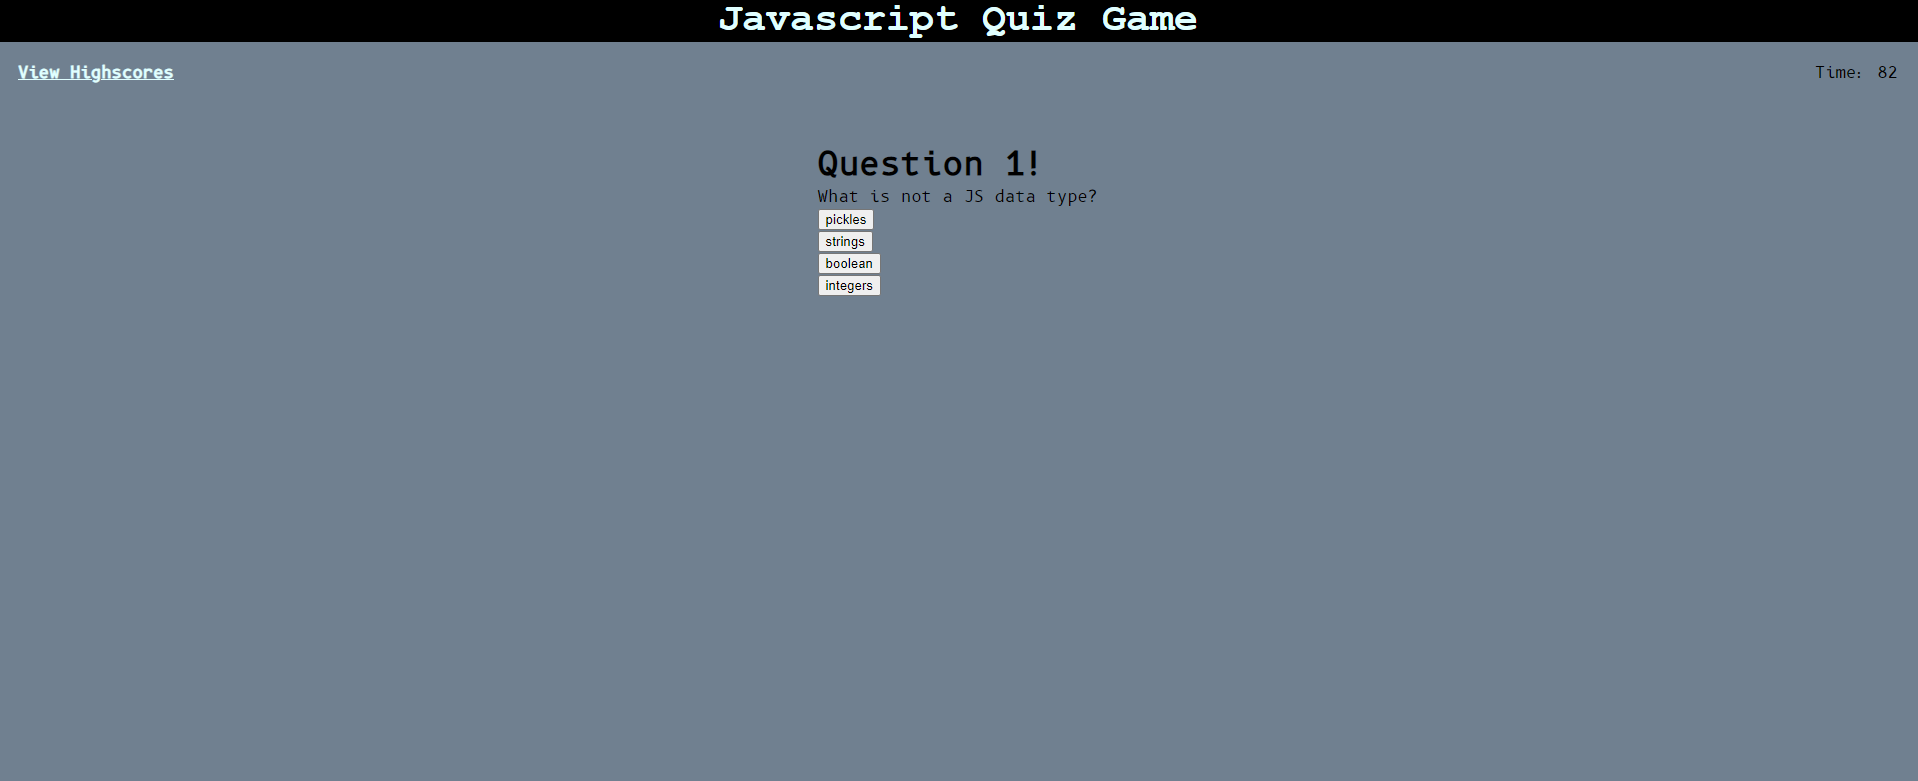 Javascript Quiz Game
View Highscores
Time: 82
Question 1!
What is not a JS data type?
pickles
strings
boolean
integers